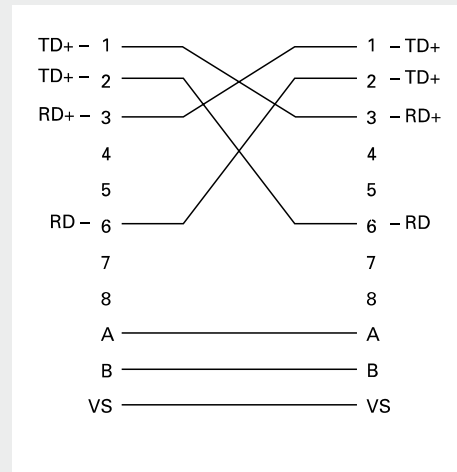 TD+ – 1 1 – TD+
TD+ – 2 2 – TD+
RD+ – 3 3 – RD+
4 4
5 5
RD – 6 6 – RD
7 7
8 8
A A
B B
VS VS